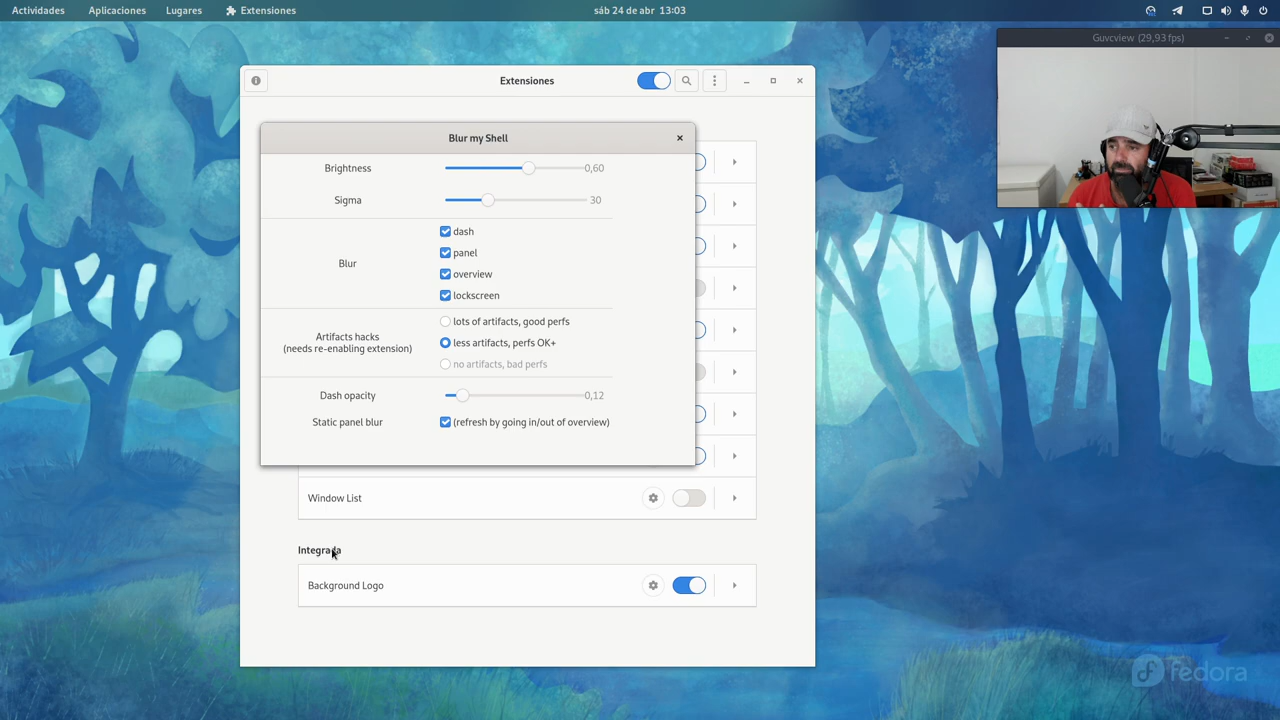 Actividades Aplicaciones Lugares Extensiones sáb 24 de abr 13:03
Guvcview (29,93 fps)
Extensiones
Blur my Shell
Brightness 0,60
Sigma 30
Blur
dash
panel
overview
lockscreen
Artifacts hacks
(needs re-enabling extension)
lots of artifacts, good perfs
less artifacts, perfs OK+
no artifacts, bad perfs
Dash opacity 0,12
Static panel blur (refresh by going in/out of overview)
Window List
Integrada
Background Logo
fedora